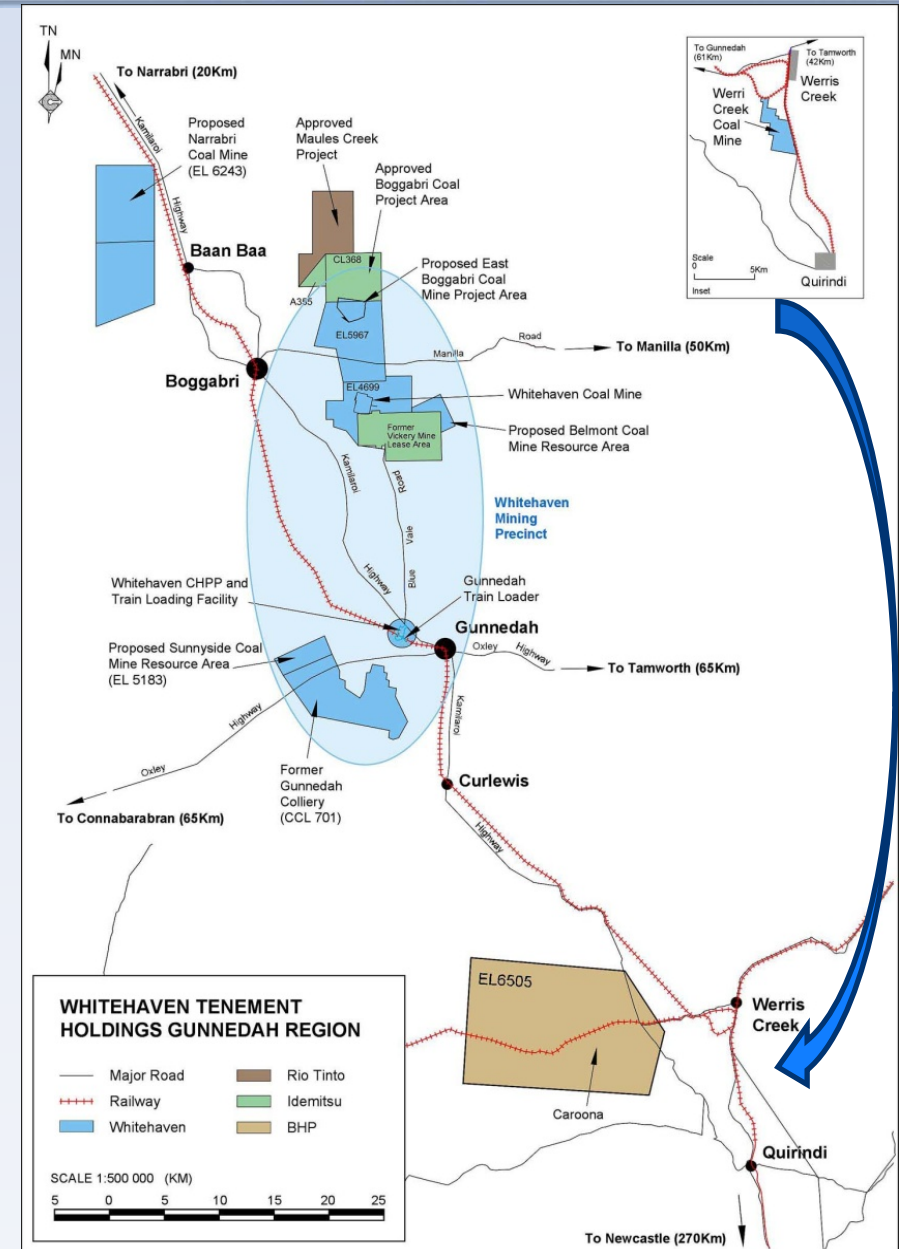 TN
MN
To Narrabri (20Km)
Kamilaroi
Highway
Proposed
Narrabri
Coal Mine
(EL 6243)
Approved
Maules Creek
Project
Approved
Boggabri Coal
Project Area
To Gunnedah
(61Km)
To Tamworth
(42Km)
Werris
Creek
Werri
Creek
Coal
Mine
Scale
0
5Km
Inset
Quirindi
Baan Baa
CL368
A355
Proposed East
Boggabri Coal
Mine Project Area
EL5967
Manilla
Road
To Manilla (50Km)
Boggabri
EL4699
Whitehaven Coal Mine
Former
Vickery Mine
Lease Area
Proposed Belmont Coal
Mine Resource Area
Kamilaroi
Highway
Road
Vale
Blue
Whitehaven
Mining
Precinct
Whitehaven CHPP and
Train Loading Facility
Gunnedah
Train Loader
Gunnedah
Oxley
Highway
To Tamworth (65Km)
Proposed Sunnyside Coal
Mine Resource Area
(EL 5183)
Kamilaroi
Highway
Oxley
Former
Gunnedah
Colliery
(CCL 701)
To Connabarabran (65Km)
Curlewis
Highway
EL6505
Caroona
Werris
Creek
Quirindi
To Newcastle (270Km)
WHITEHAVEN TENEMENT
HOLDINGS GUNNEDAH REGION
Major Road
Rio Tinto
Railway
Idemitsu
Whitehaven
BHP
SCALE 1:500 000 (KM)
5 0 5 10 15 20 25